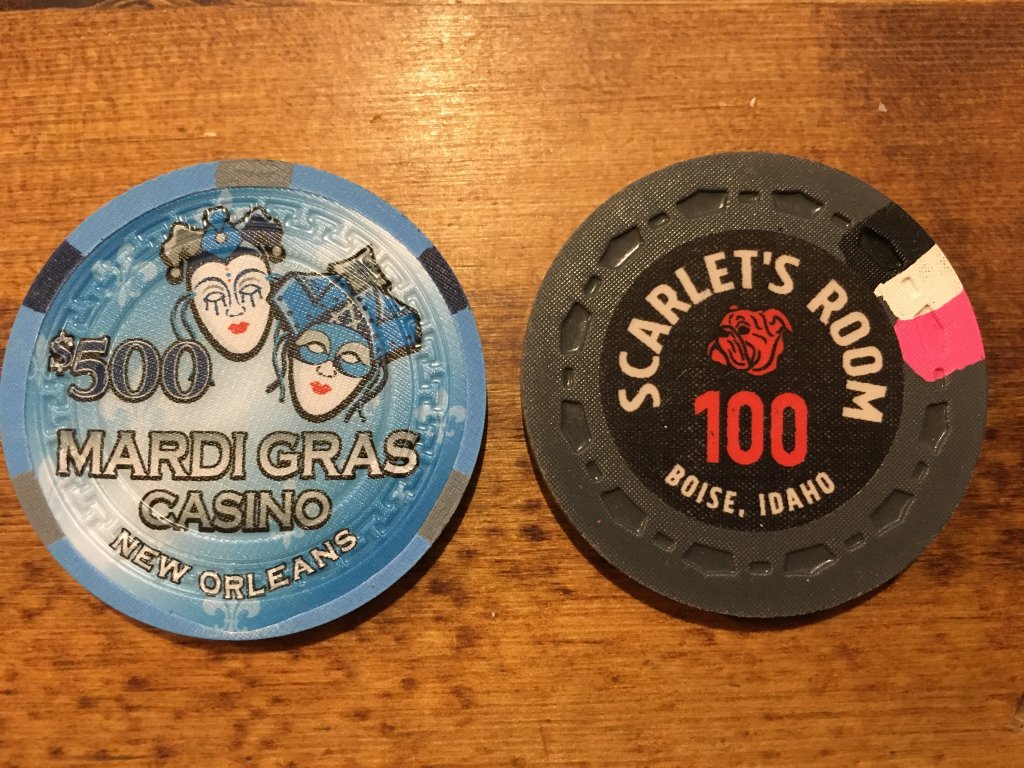 $500
MARDI GRAS
CASINO
NEW ORLEANS
SCARLET'S ROOM
100
BOISE, IDAHO